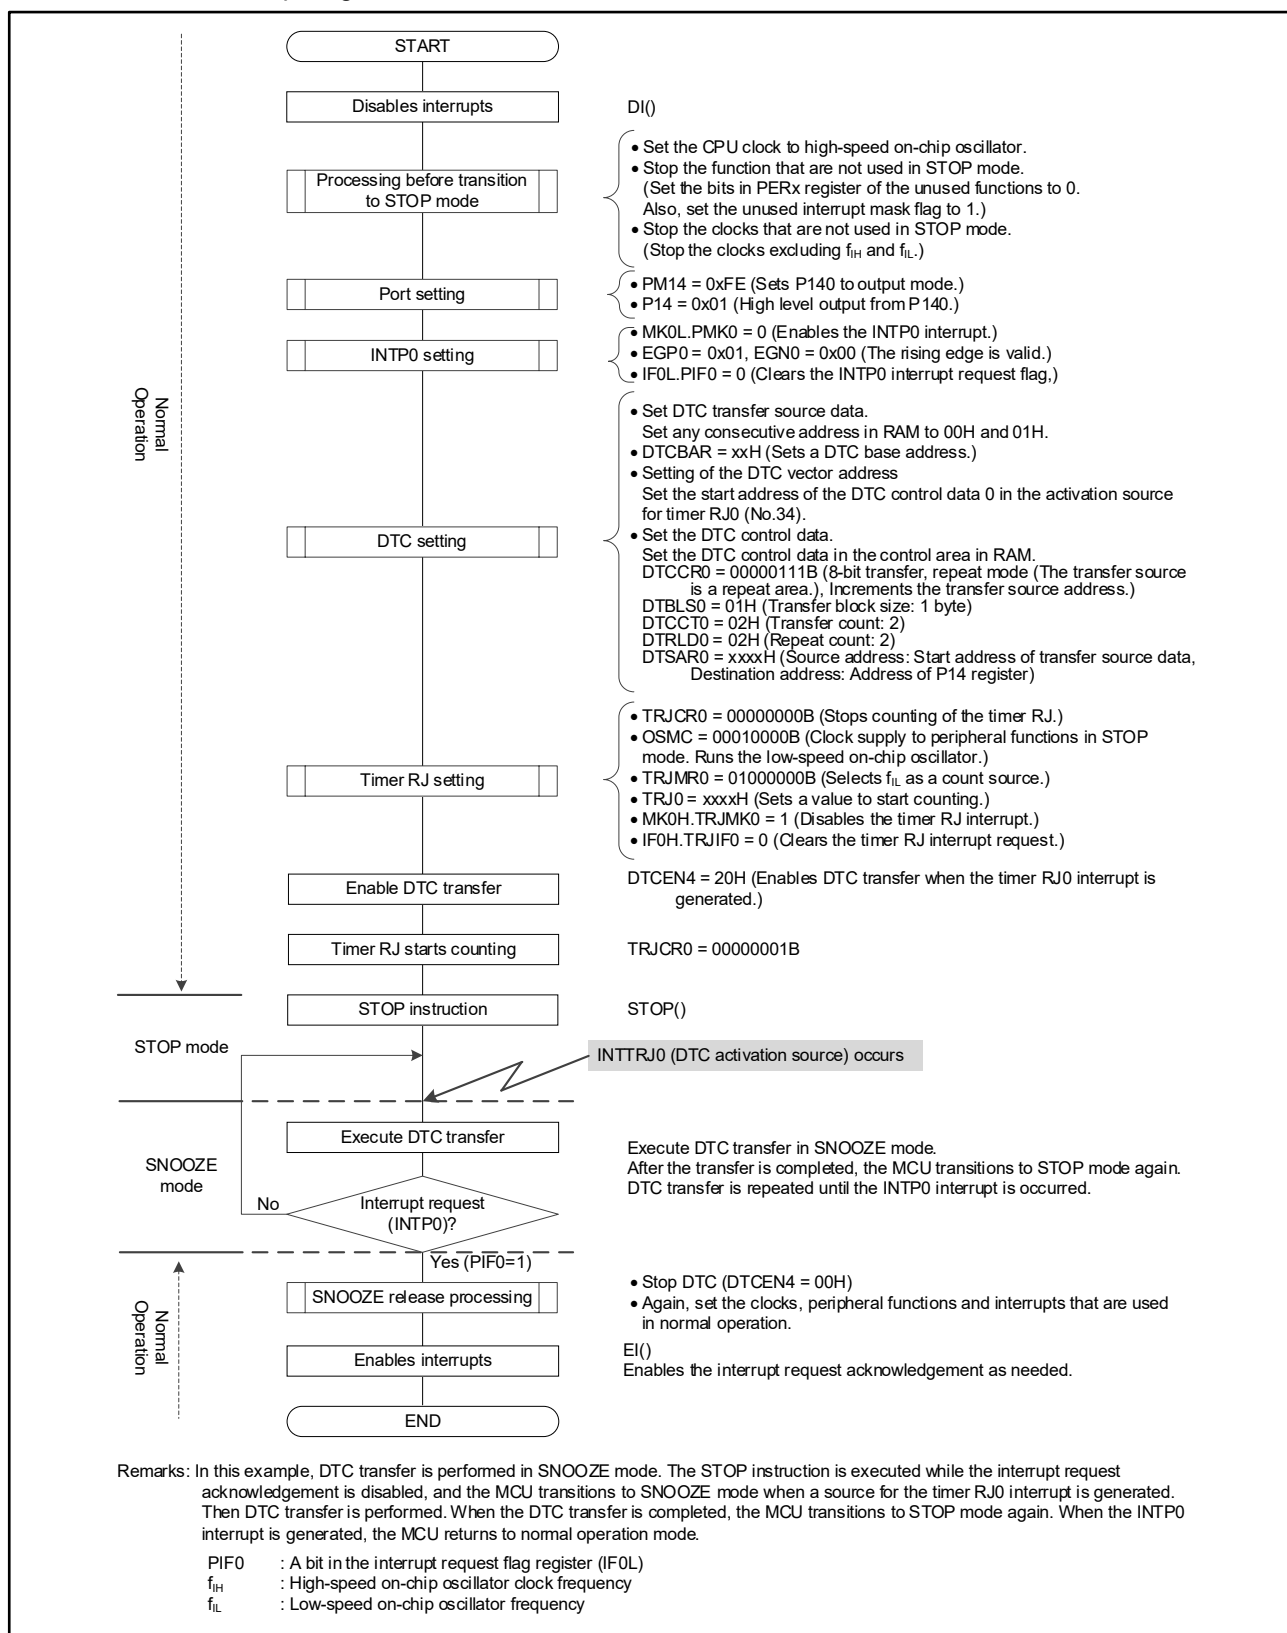 START
Disables interrupts
DI()
Processing before transition
to STOP mode
• Set the CPU clock to high-speed on-chip oscillator.
• Stop the function that are not used in STOP mode.
(Set the bits in PERx register of the unused functions to 0.
Also, set the unused interrupt mask flag to 1.)
• Stop the clocks that are not used in STOP mode.
(Stop the clocks excluding fIH and fIL.)
Port setting
• PM14 = 0xFE (Sets P140 to output mode.)
• P14 = 0x01 (High level output from P140.)
INTP0 setting
• MK0L.PMK0 = 0 (Enables the INTP0 interrupt.)
• EGP0 = 0x01, EGN0 = 0x00 (The rising edge is valid.)
• IF0L.PIF0 = 0 (Clears the INTP0 interrupt request flag,)
Normal
Operation
DTC setting
• Set DTC transfer source data.
Set any consecutive address in RAM to 00H and 01H.
• DTCBAR = xxH (Sets a DTC base address.)
• Setting of the DTC vector address
Set the start address of the DTC control data 0 in the activation source
for timer RJ0 (No.34).
• Set the DTC control data.
Set the DTC control data in the control area in RAM.
DTCCR0 = 00000111B (8-bit transfer, repeat mode (The transfer source
is a repeat area.), Increments the transfer source address.)
DTBLS0 = 01H (Transfer block size: 1 byte)
DTCCT0 = 02H (Transfer count: 2)
DTRLD0 = 02H (Repeat count: 2)
DTSAR0 = xxxxH (Source address: Start address of transfer source data,
Destination address: Address of P14 register)
Timer RJ setting
• TRJCR0 = 00000000B (Stops counting of the timer RJ.)
• OSMC = 00010000B (Clock supply to peripheral functions in STOP
mode. Runs the low-speed on-chip oscillator.)
• TRJMR0 = 01000000B (Selects fIL as a count source.)
• TRJ0 = xxxxH (Sets a value to start counting.)
• MK0H.TRJMK0 = 1 (Disables the timer RJ interrupt.)
• IF0H.TRJIF0 = 0 (Clears the timer RJ interrupt request.)
Enable DTC transfer
DTCEN4 = 20H (Enables DTC transfer when the timer RJ0 interrupt is
generated.)
Timer RJ starts counting
TRJCR0 = 00000001B
STOP instruction
STOP()
STOP mode
INTTRJ0 (DTC activation source) occurs
Execute DTC transfer
SNOOZE
mode
Execute DTC transfer in SNOOZE mode.
After the transfer is completed, the MCU transitions to STOP mode again.
DTC transfer is repeated until the INTP0 interrupt is occurred.
No
Interrupt request
(INTP0)?
Yes (PIF0=1)
Normal
Operation
SNOOZE release processing
• Stop DTC (DTCEN4 = 00H)
• Again, set the clocks, peripheral functions and interrupts that are used
in normal operation.
Enables interrupts
EI()
Enables the interrupt request acknowledgement as needed.
END
Remarks: In this example, DTC transfer is performed in SNOOZE mode. The STOP instruction is executed while the interrupt request
acknowledgement is disabled, and the MCU transitions to SNOOZE mode when a source for the timer RJ0 interrupt is generated.
Then DTC transfer is performed. When the DTC transfer is completed, the MCU transitions to STOP mode again. When the INTP0
interrupt is generated, the MCU returns to normal operation mode.
PIF0 : A bit in the interrupt request flag register (IF0L)
fIH : High-speed on-chip oscillator clock frequency
fIL : Low-speed on-chip oscillator frequency